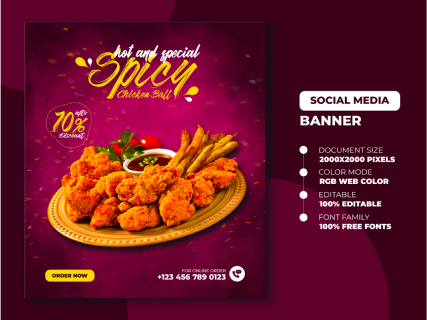 hot and special
Spicy
Chicken Ball
upto
70%
Discount
ORDER NOW
FOR ONLINE ORDER
+123 456 789 0123
SOCIAL MEDIA
BANNER
DOCUMENT SIZE
2000X2000 PIXELS
COLOR MODE
RGB WEB COLOR
EDITABLE
100% EDITABLE
FONT FAMILY
100% FREE FONTS